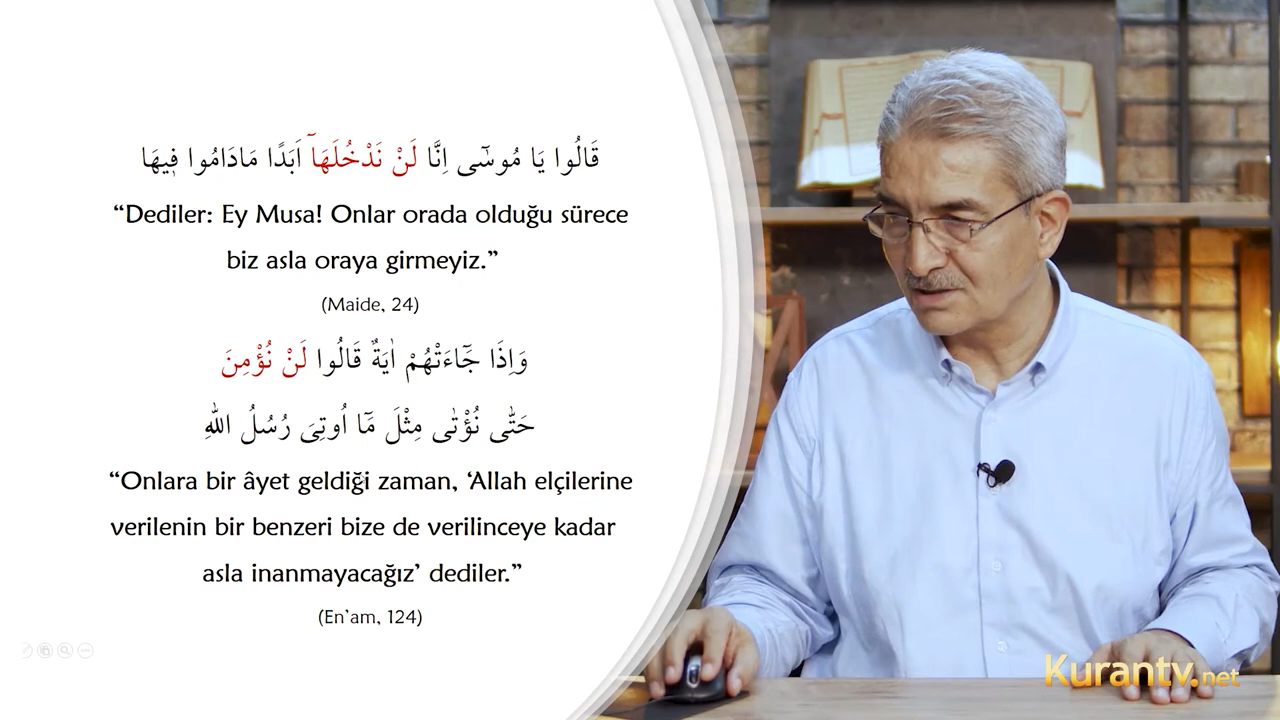 قَالُوا يَا مُوسٰٓى اِنَّا لَنْ نَدْخُلَهَٓا اَبَدًا مَادَامُوا ف۪يهَا
“Dediler: Ey Musa! Onlar orada olduğu sürece
biz asla oraya girmeyiz.”
(Maide, 24)
وَاِذَا جَٓاءَتْهُمْ اٰيَةٌ قَالُوا لَنْ نُؤْمِنَ
حَتّٰى نُؤْتٰى مِثْلَ مَٓا اُوتِيَ رُسُلُ اللّٰهِ
“Onlara bir âyet geldiği zaman, ‘Allah elçilerine
verilenin bir benzeri bize de verilinceye kadar
asla inanmayacağız’ dediler.”
(En’am, 124)
Kurantv.net